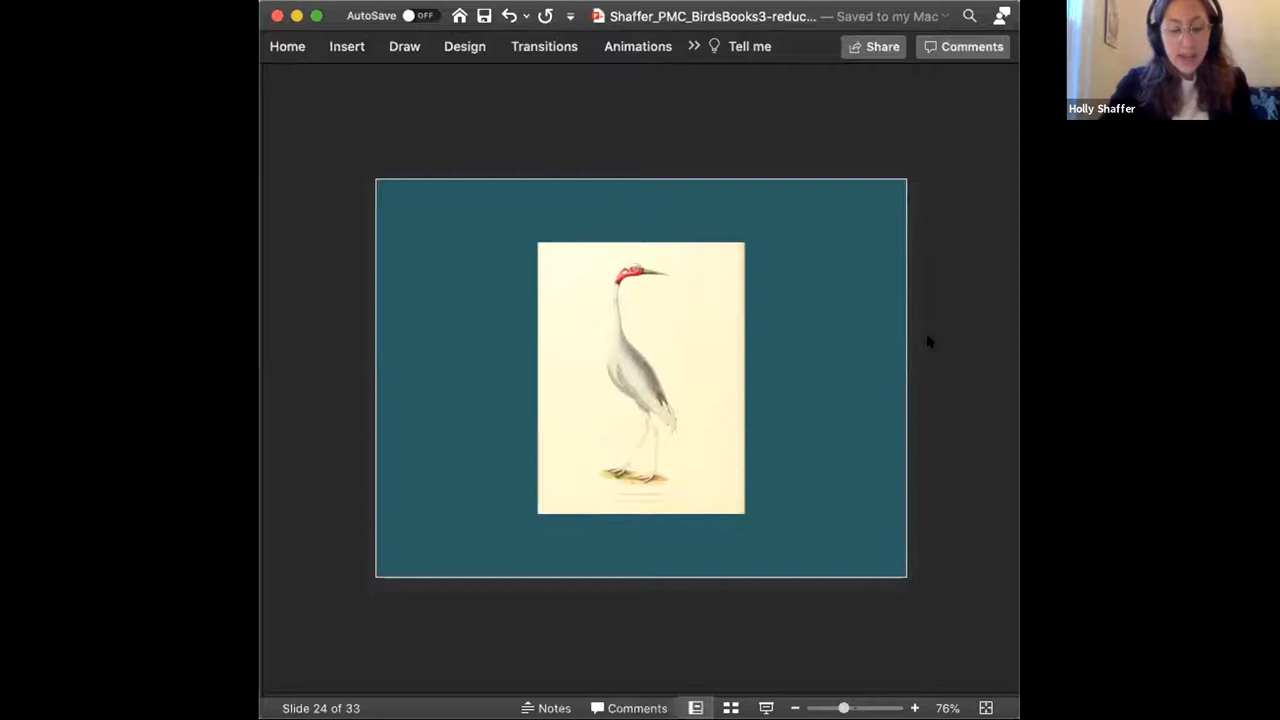 AutoSave OFF Shaffer_PMC_BirdsBooks3-reduc... — Saved to my Mac
Home Insert Draw Design Transitions Animations Tell me Share Comments
Holly Shaffer
Slide 24 of 33 Notes Comments 76%